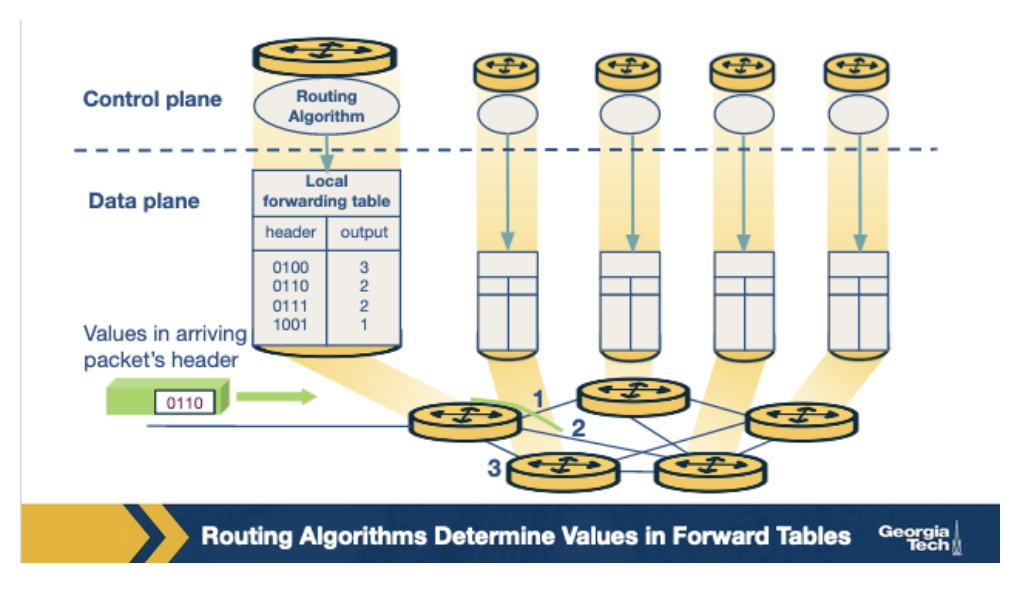 Control plane
Routing
Algorithm
Data plane
Local
forwarding table
header output
0100 3
0110 2
0111 2
1001 1
Values in arriving
packet's header
0110
1
2
3
Routing Algorithms Determine Values in Forward Tables
Georgia
Tech